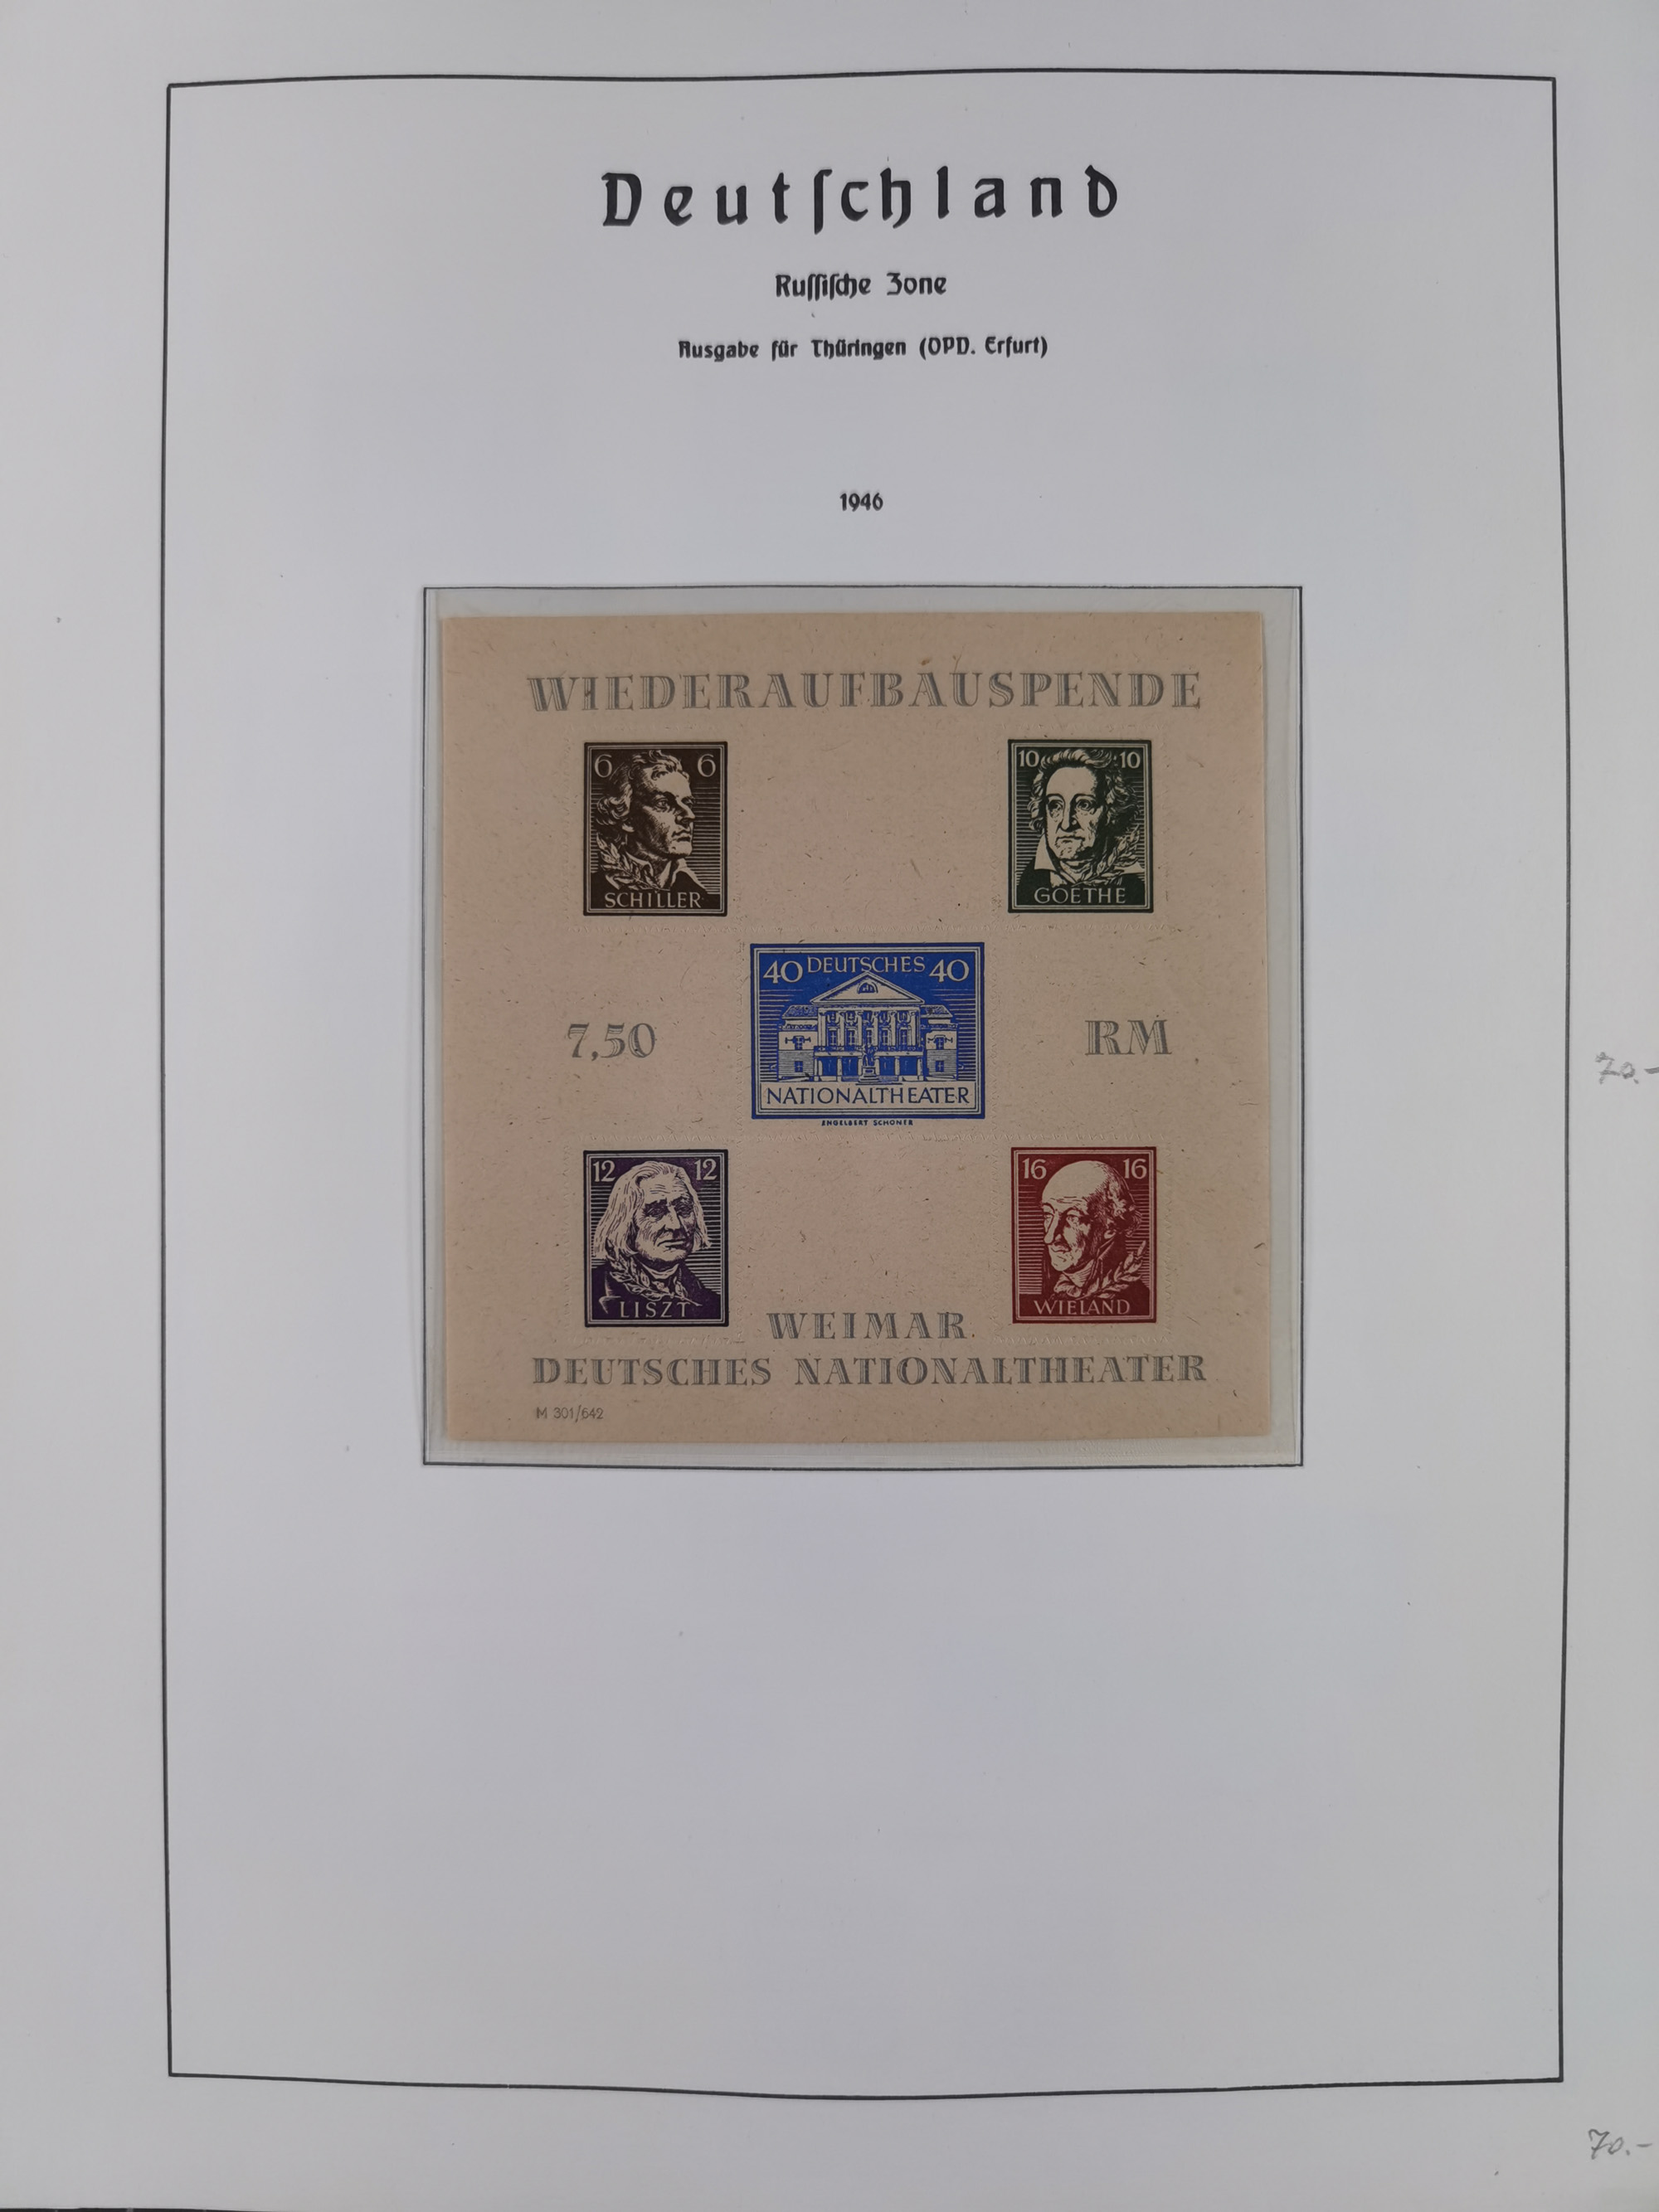 Deutſchland
Ruſſiſche Zone
Ausgabe für Thüringen (OPD. Erfurt)
1946
WIEDERAUFBAUSPENDE
6 6
SCHILLER
10 10
GOETHE
40 DEUTSCHES 40
NATIONALTHEATER
ENGELBERT SCHONER
7,50 RM
70.-
12 12
LISZT
16 16
WIELAND
WEIMAR
DEUTSCHES NATIONALTHEATER
M 301/642
70.-